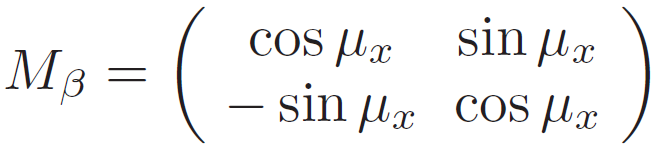 M_β = ( cos μ_x  sin μ_x
− sin μ_x  cos μ_x )